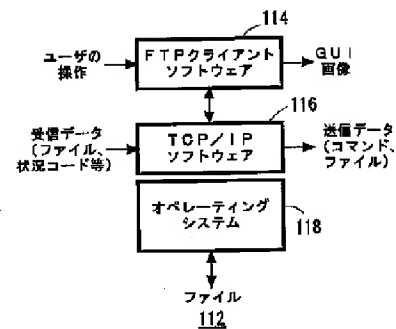 114
ユーザの
操作
FTPクライアント
ソフトウェア
GUI
画像
116
受信データ
(ファイル、
状況コード等)
TCP/IP
ソフトウェア
送信データ
(コマンド、
ファイル)
オペレーティング
システム
118
ファイル
112